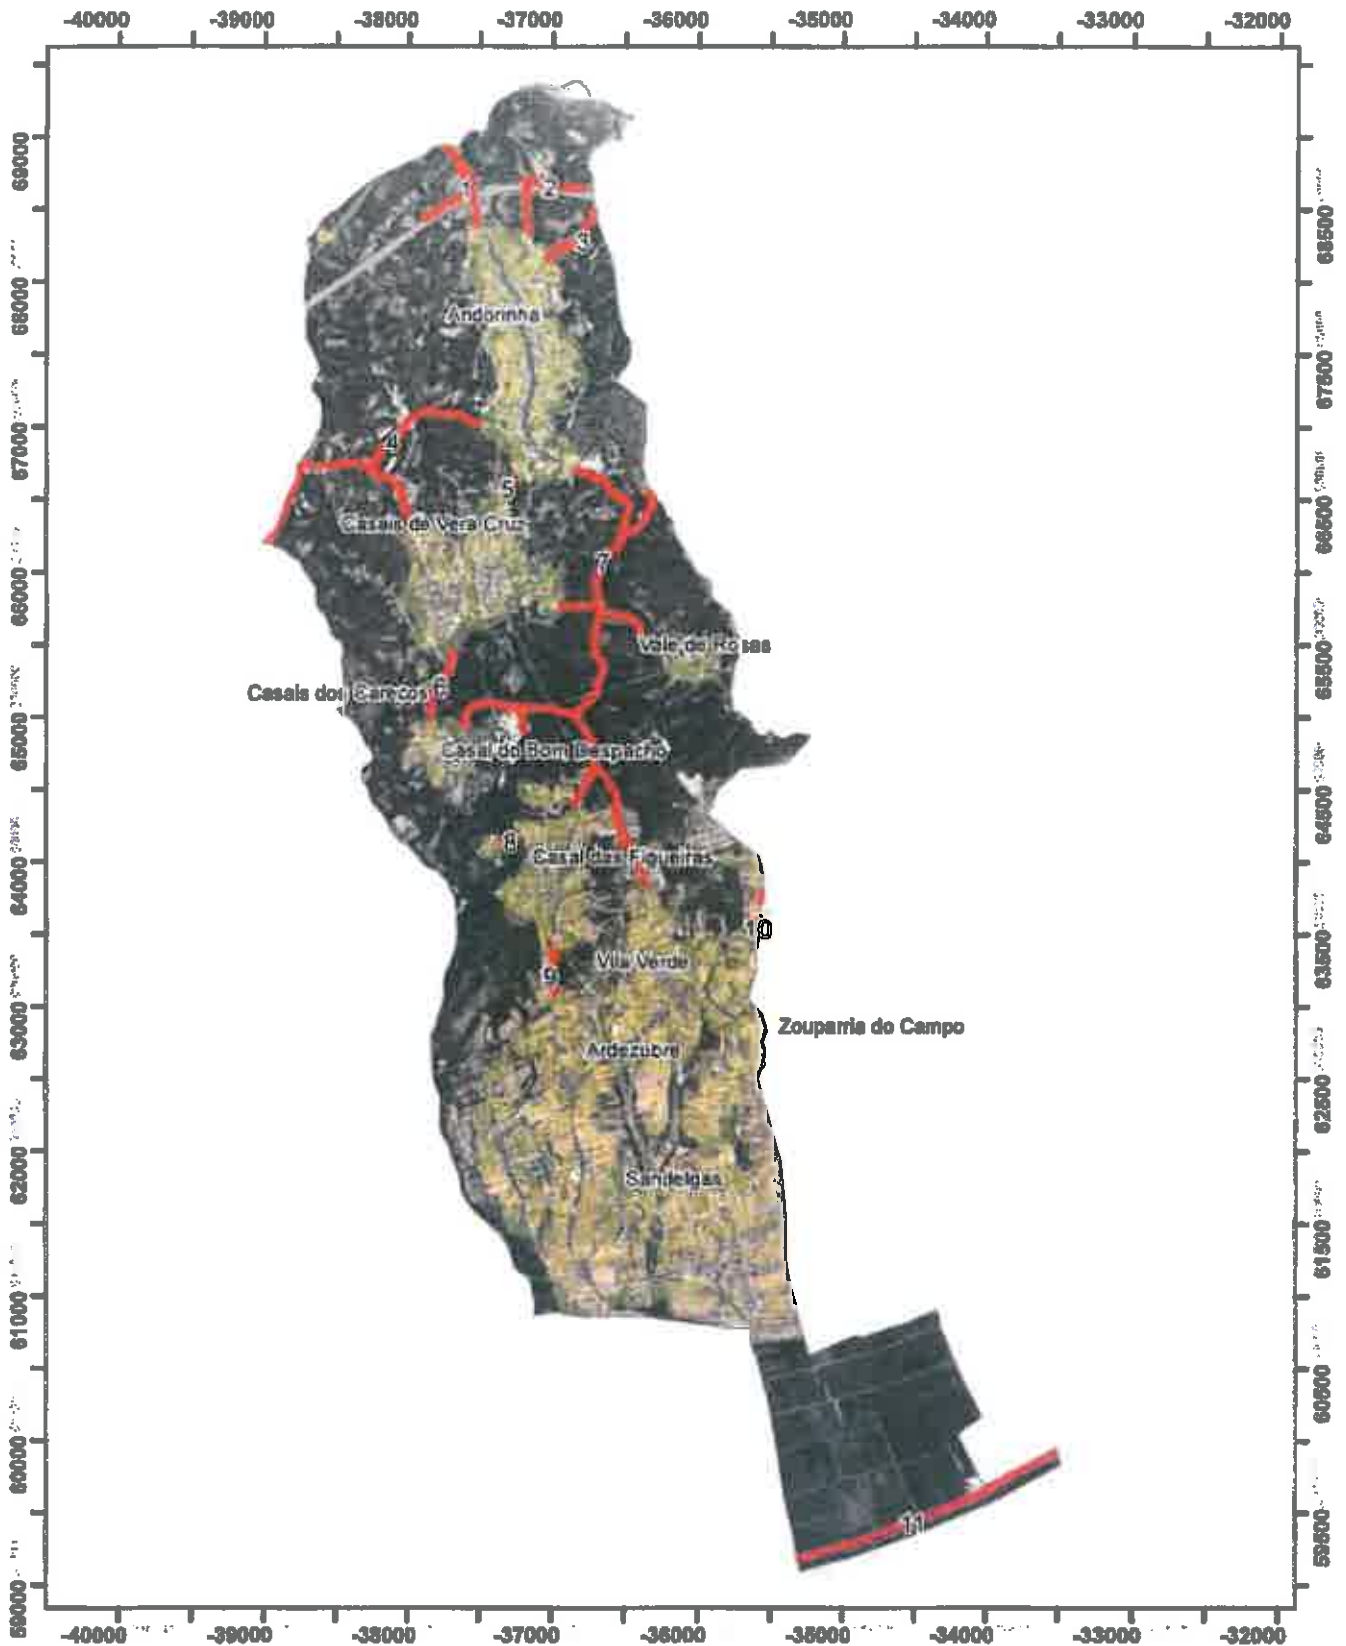 -40000 -39000 -38000 -37000 -36000 -35000 -34000 -33000 -32000
69000
68500
68000
67500
67000
66500
66000
65500
65000
64500
64000
63500
63000
62500
62000
61500
61000
60500
60000
59500
59000
1
2
3
Andorinha
4
5
Casais de Vera Cruz
7
Vale de Rosas
Casais dos Carecos
6
Casal do Bom Despacho
8
Casal das Figueiras
10
Vila Verde
9
Zouparria do Campo
Ardezubre
Sandelgas
11
-40000 -39000 -38000 -37000 -36000 -35000 -34000 -33000 -32000